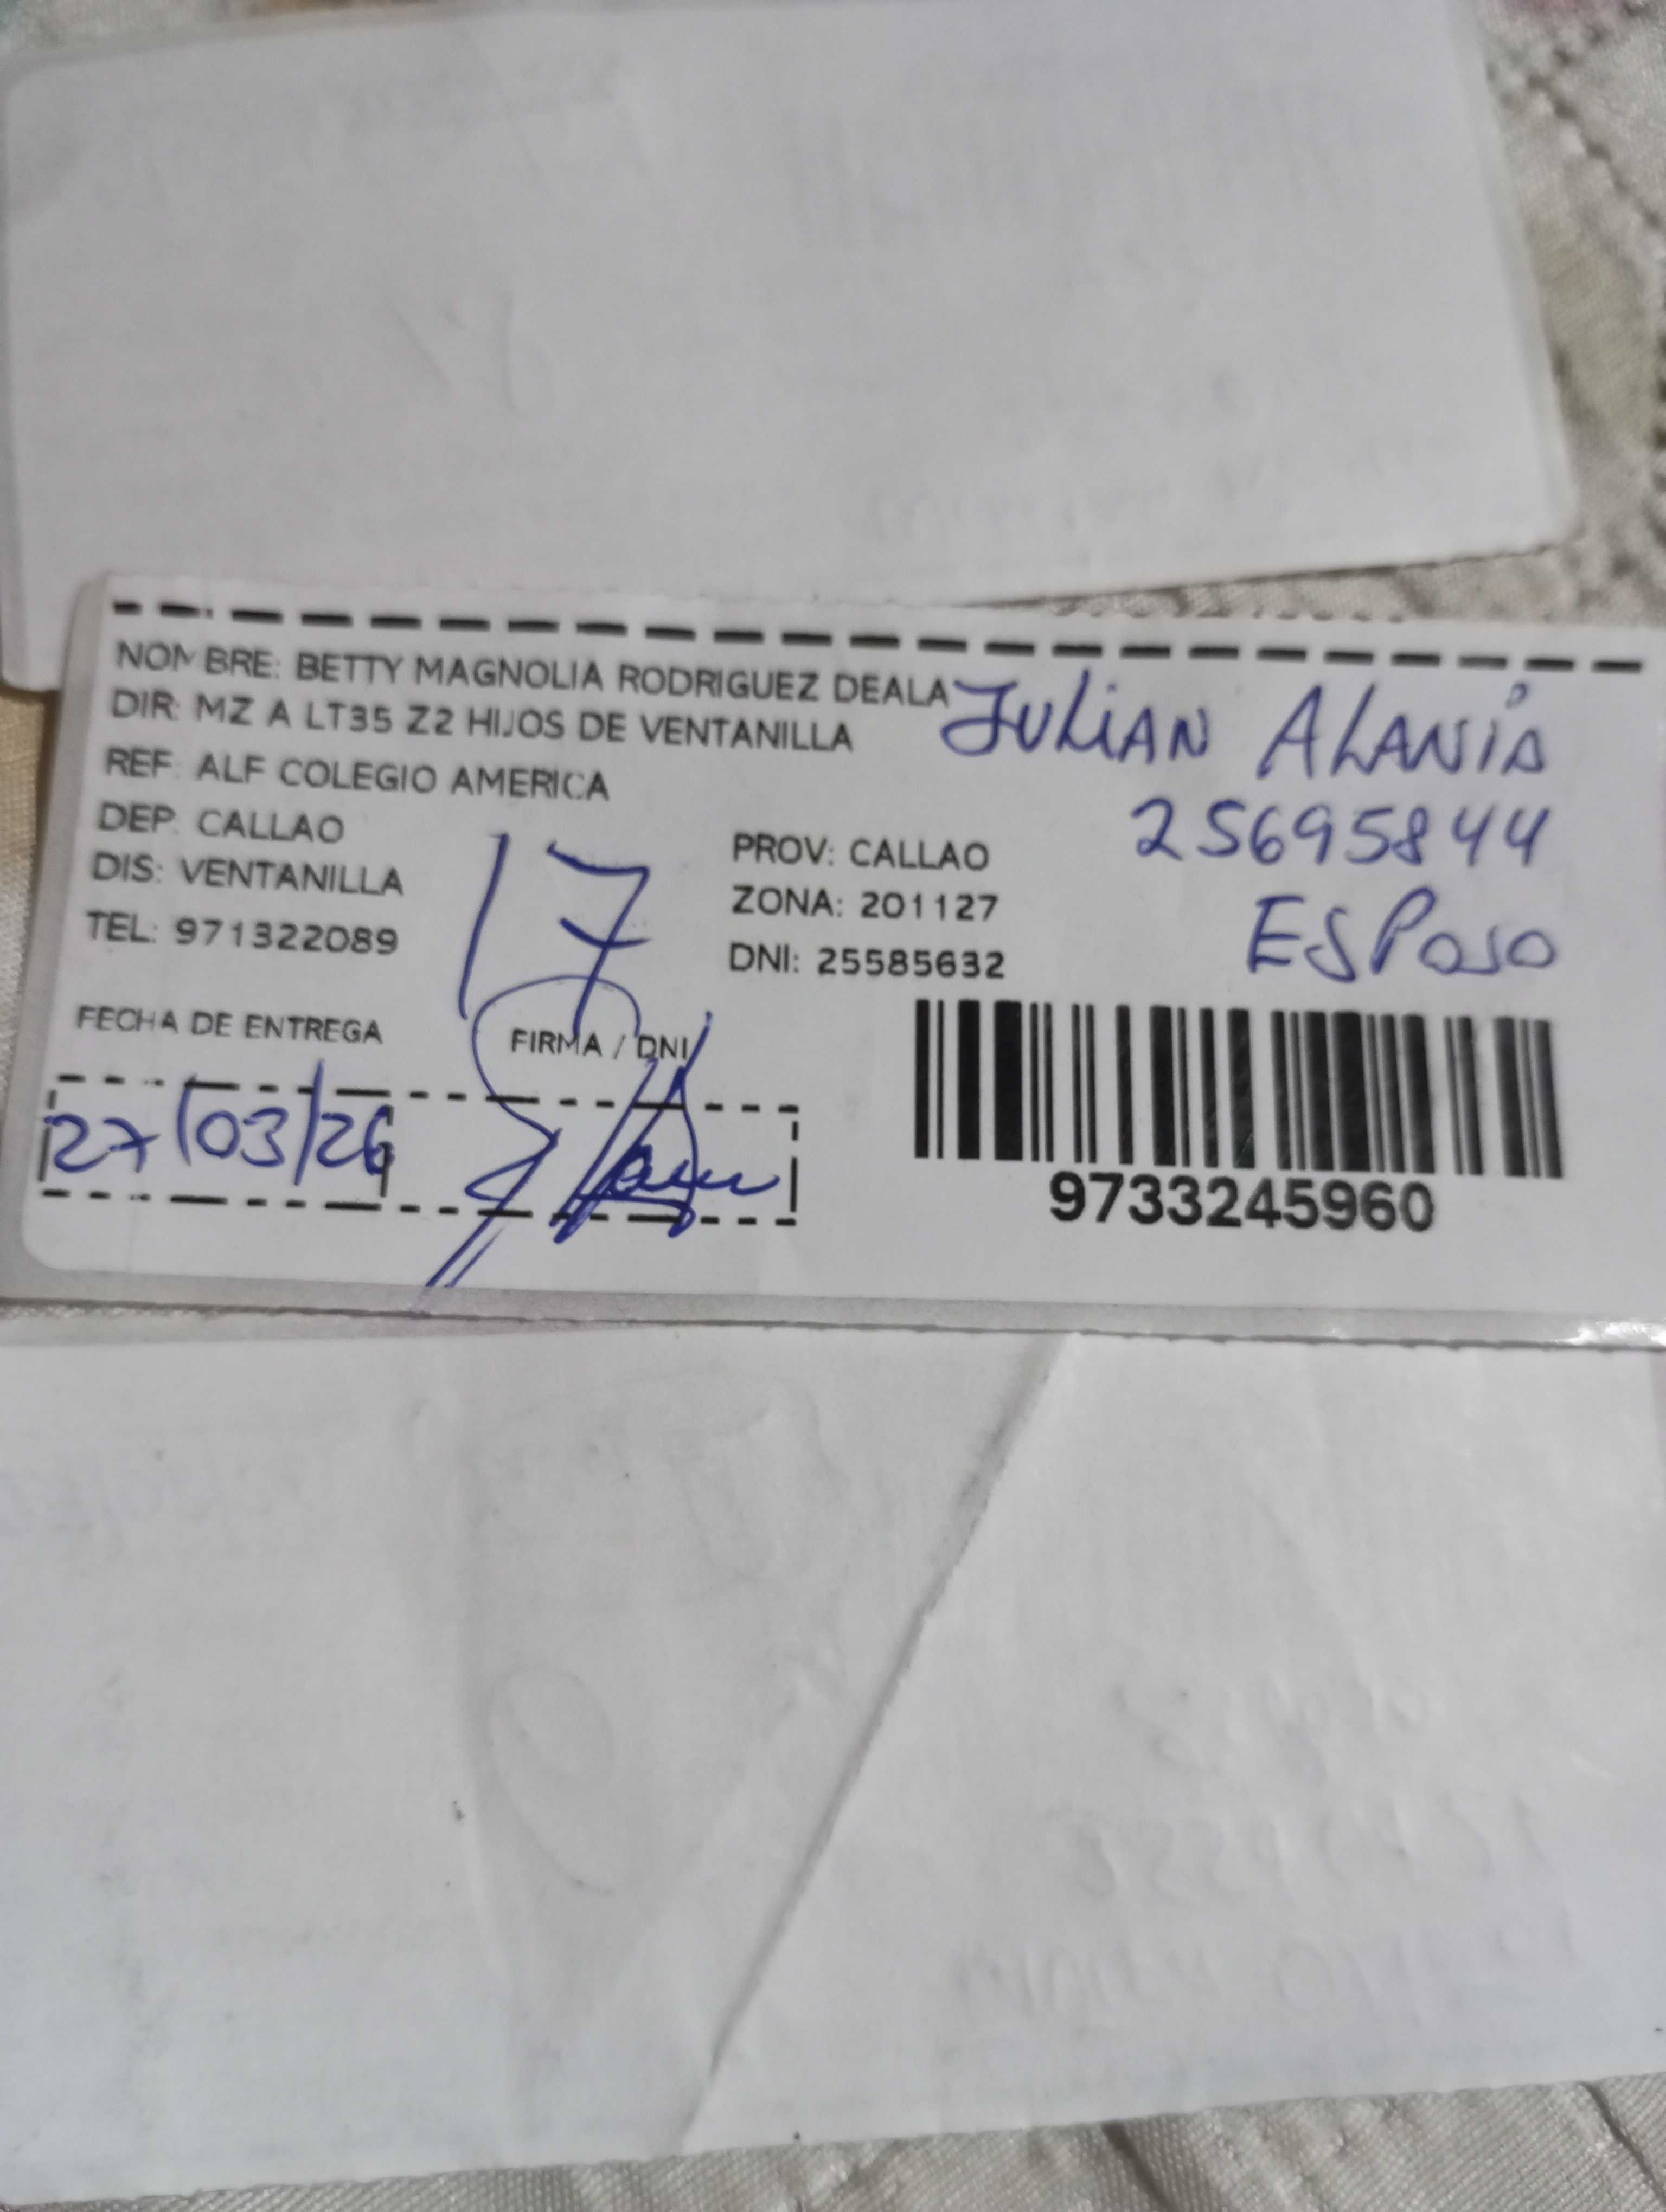 NOMBRE: BETTY MAGNOLIA RODRIGUEZ DEALA
JULIAN ALANIA
DIR: MZ A LT35 Z2 HIJOS DE VENTANILLA
REF: ALF COLEGIO AMERICA
25695844
DEP: CALLAO
PROV: CALLAO
17
DIS: VENTANILLA
ZONA: 201127
ESPOSO
TEL: 971322089
DNI: 25585632
FECHA DE ENTREGA
FIRMA / DNI
27/03/26
9733245960